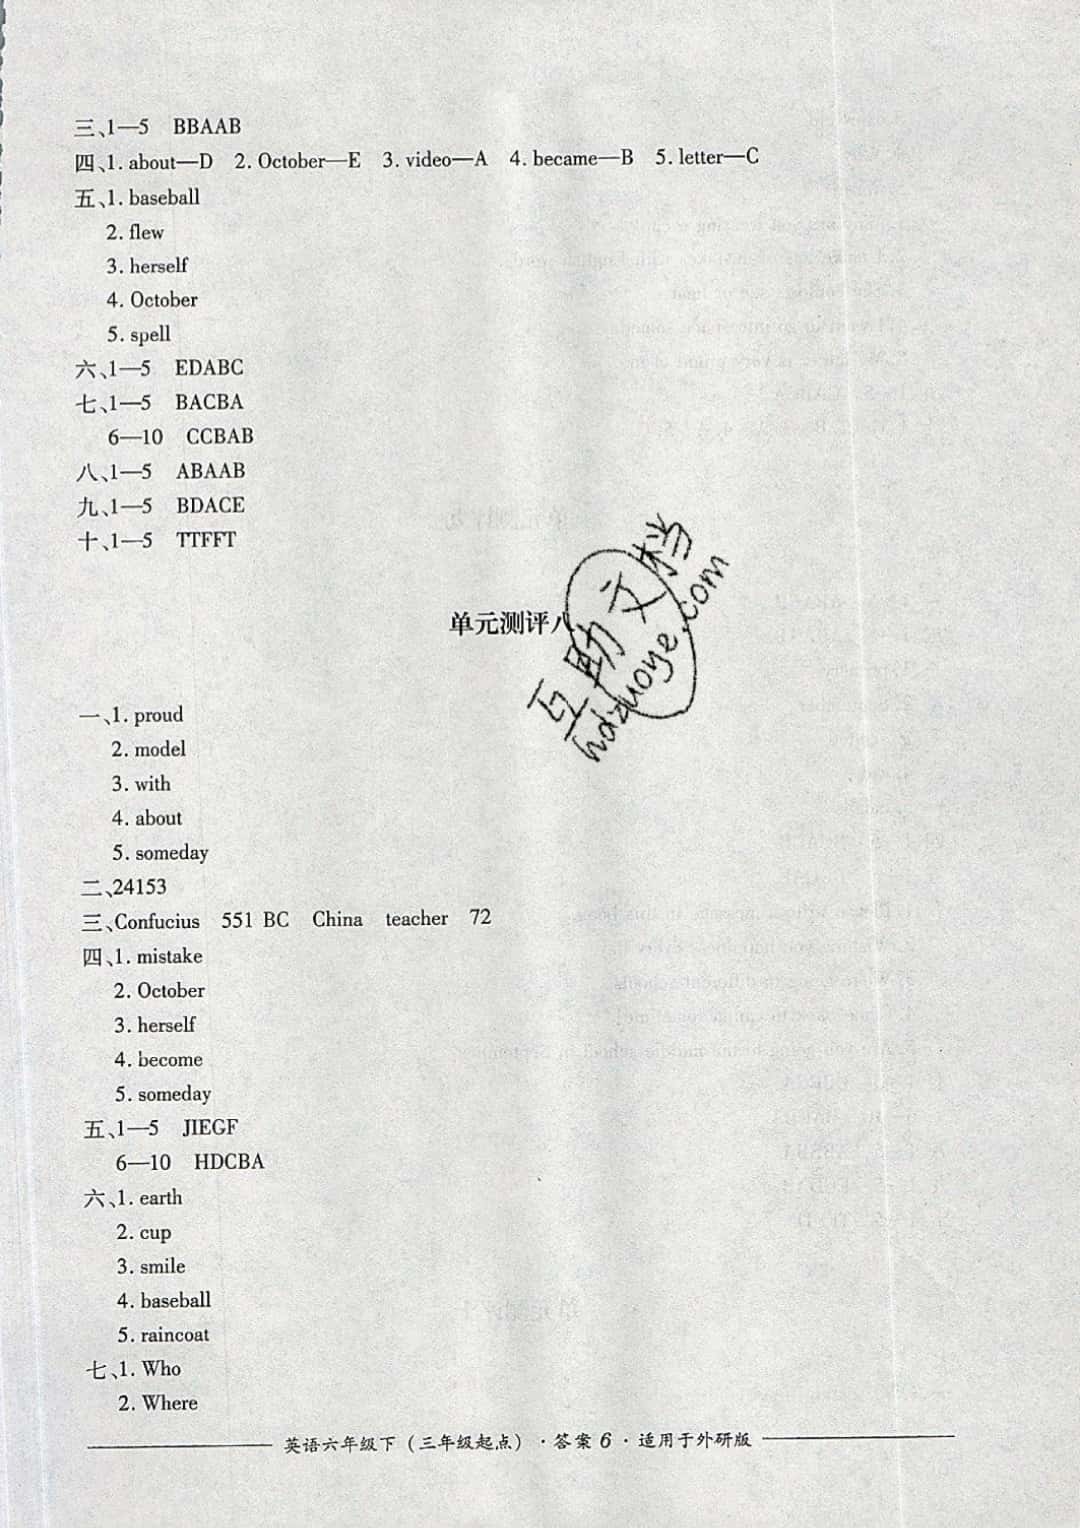 三、1—5 BBAAB
四、1. about—D 2. October—E 3. video—A 4. became—B 5. letter—C
五、1. baseball
2. flew
3. herself
4. October
5. spell
六、1—5 EDABC
七、1—5 BACBA
6—10 CCBAB
八、1—5 ABAAB
九、1—5 BDACE
十、1—5 TTFFT
单元测评八
互助文档
hdzuoye.com
一、1. proud
2. model
3. with
4. about
5. someday
二、24153
三、Confucius 551 BC China teacher 72
四、1. mistake
2. October
3. herself
4. become
5. someday
五、1—5 JIEGF
6—10 HDCBA
六、1. earth
2. cup
3. smile
4. baseball
5. raincoat
七、1. Who
2. Where
英语六年级下（三年级起点）·答案 6·适用于外研版